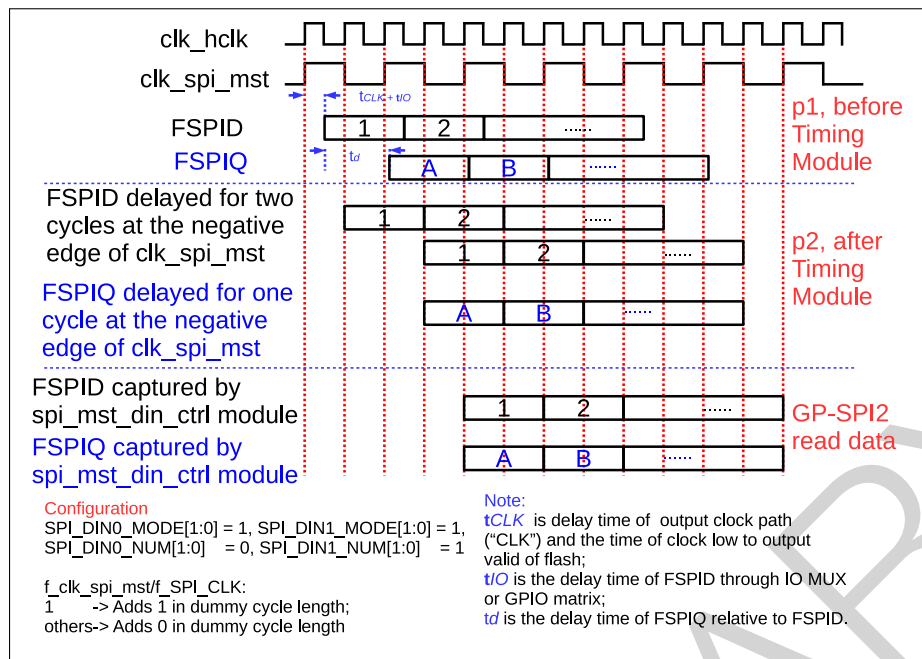 clk_hclk
clk_spi_mst
tCLK + tIO
FSPID
1 2 ......
p1, before
Timing
Module
td
FSPIQ
A B ......
FSPID delayed for two
cycles at the negative
edge of clk_spi_mst
1 2 ......
1 2 ......
p2, after
Timing
Module
FSPIQ delayed for one
cycle at the negative
edge of clk_spi_mst
A B ......
FSPID captured by
spi_mst_din_ctrl module
1 2 ......
GP-SPI2
read data
FSPIQ captured by
spi_mst_din_ctrl module
A B ......
Configuration
SPI_DIN0_MODE[1:0] = 1, SPI_DIN1_MODE[1:0] = 1,
SPI_DIN0_NUM[1:0] = 0, SPI_DIN1_NUM[1:0] = 1
f_clk_spi_mst/f_SPI_CLK:
1 -> Adds 1 in dummy cycle length;
others-> Adds 0 in dummy cycle length
Note:
tCLK is delay time of output clock path
("CLK") and the time of clock low to output
valid of flash;
tIO is the delay time of FSPID through IO MUX
or GPIO matrix;
td is the delay time of FSPIQ relative to FSPID.